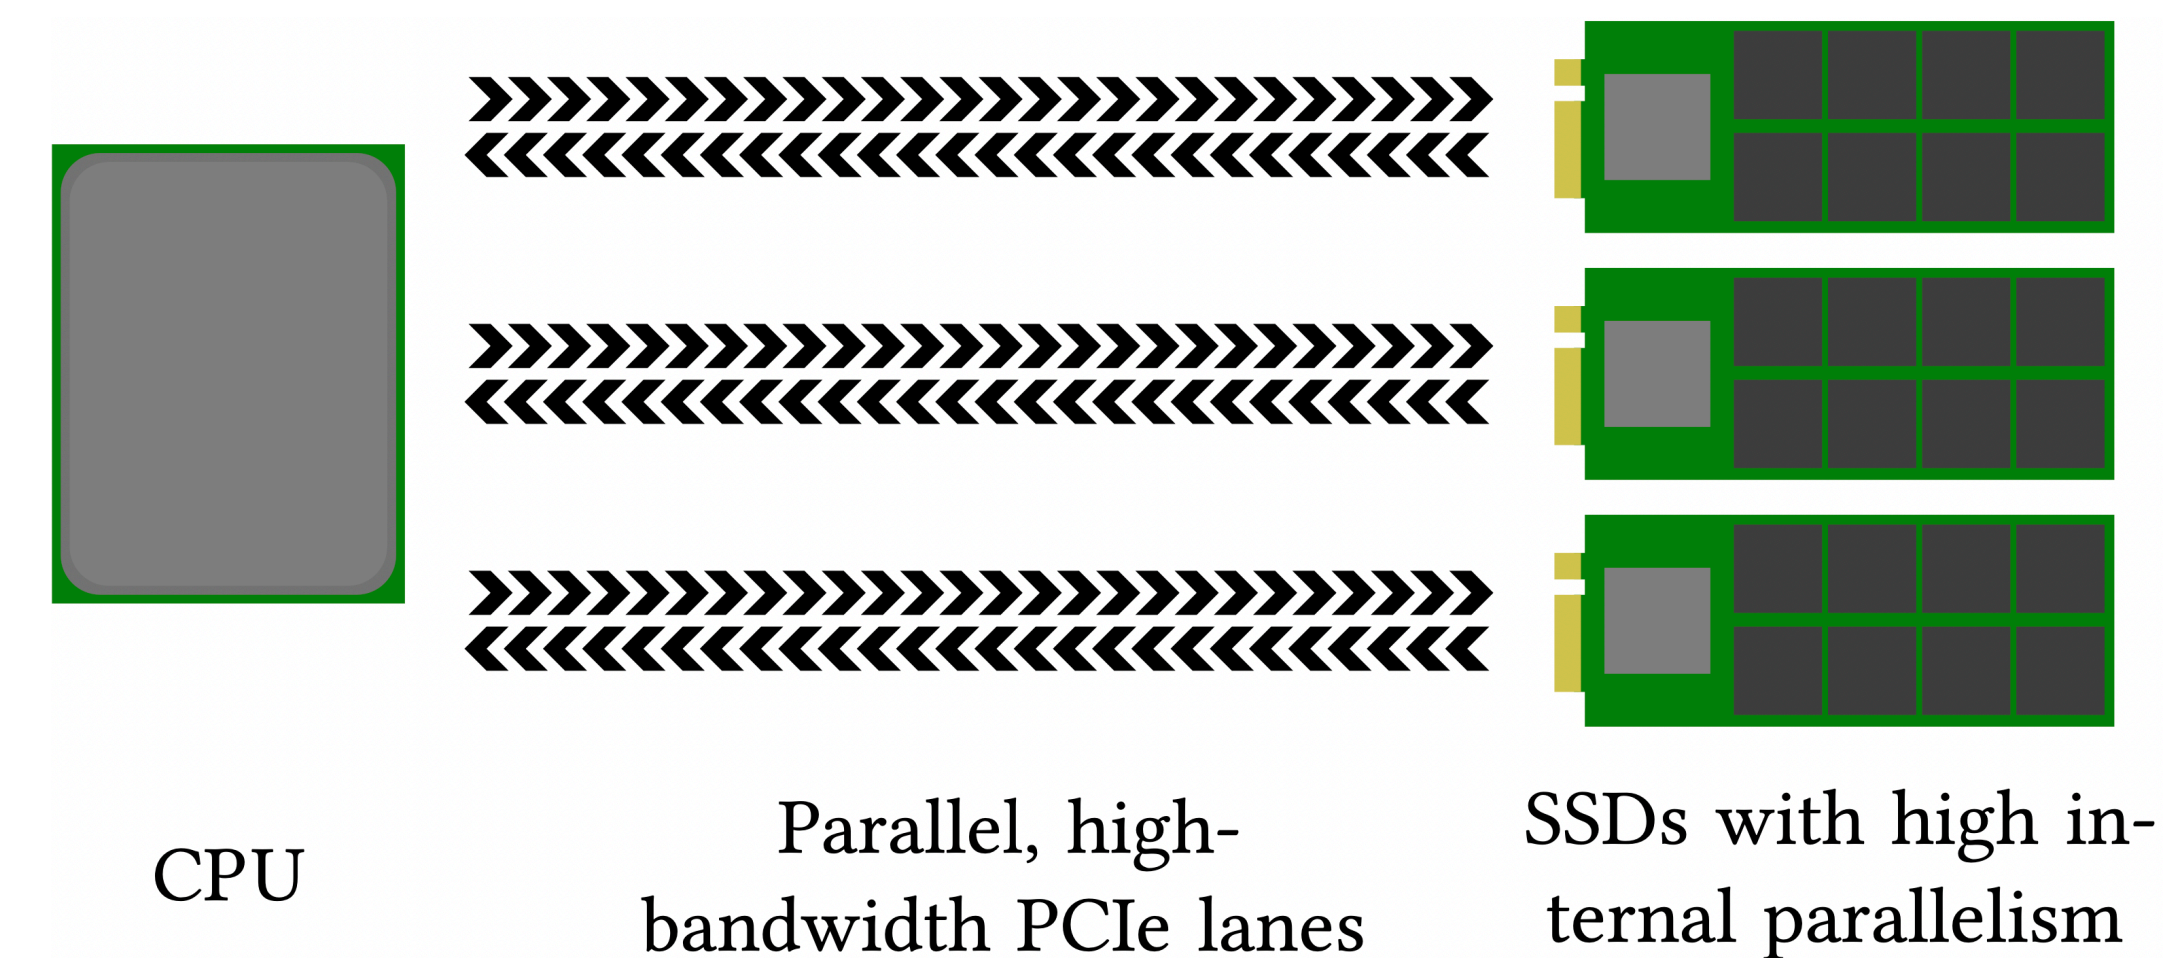 CPU
Parallel, high-
bandwidth PCIe lanes
SSDs with high in-
ternal parallelism